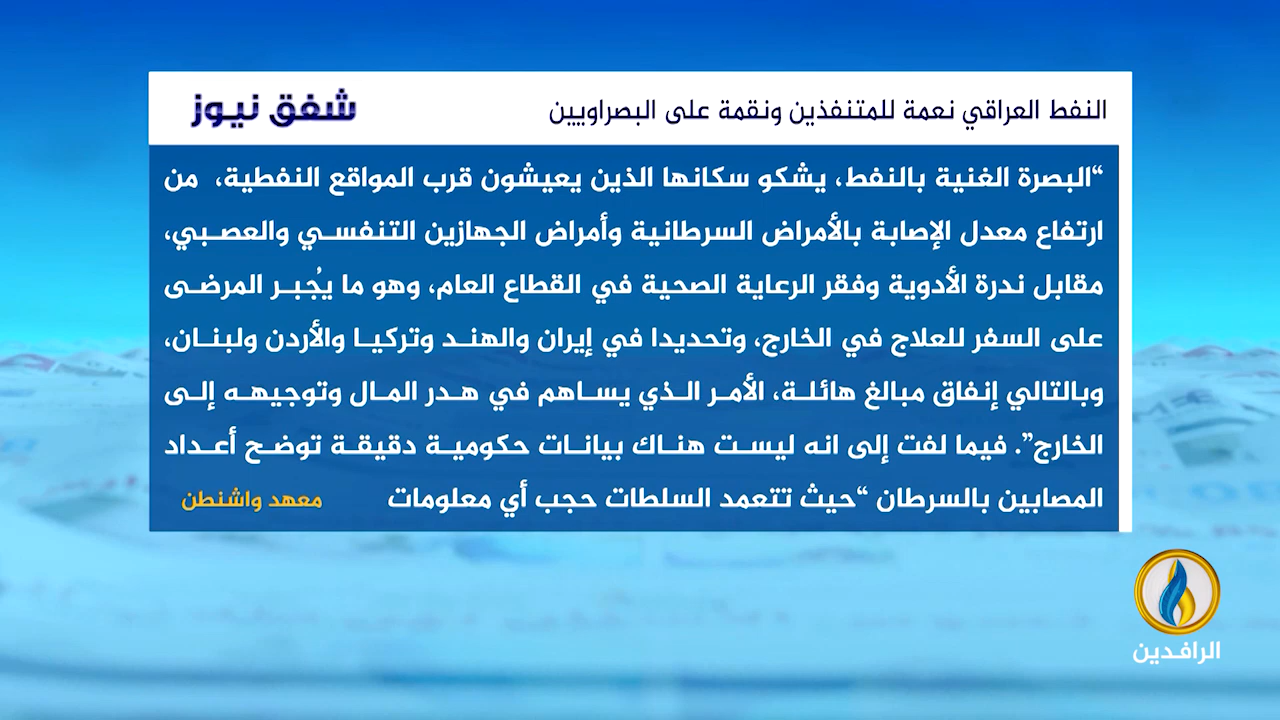 النفط العراقي نعمة للمتنفذين ونقمة على البصراويين
شفق نيوز
“البصرة الغنية بالنفط، يشكو سكانها الذين يعيشون قرب المواقع النفطية، من
ارتفاع معدل الإصابة بالأمراض السرطانية وأمراض الجهازين التنفسي والعصبي،
مقابل ندرة الأدوية وفقر الرعاية الصحية في القطاع العام، وهو ما يُجبر المرضى
على السفر للعلاج في الخارج، وتحديدا في إيران والهند وتركيا والأردن ولبنان،
وبالتالي إنفاق مبالغ هائلة، الأمر الذي يساهم في هدر المال وتوجيهه إلى
الخارج”. فيما لفت إلى انه ليست هناك بيانات حكومية دقيقة توضح أعداد
المصابين بالسرطان “حيث تتعمد السلطات حجب أي معلومات
معهد واشنطن
الرافدين